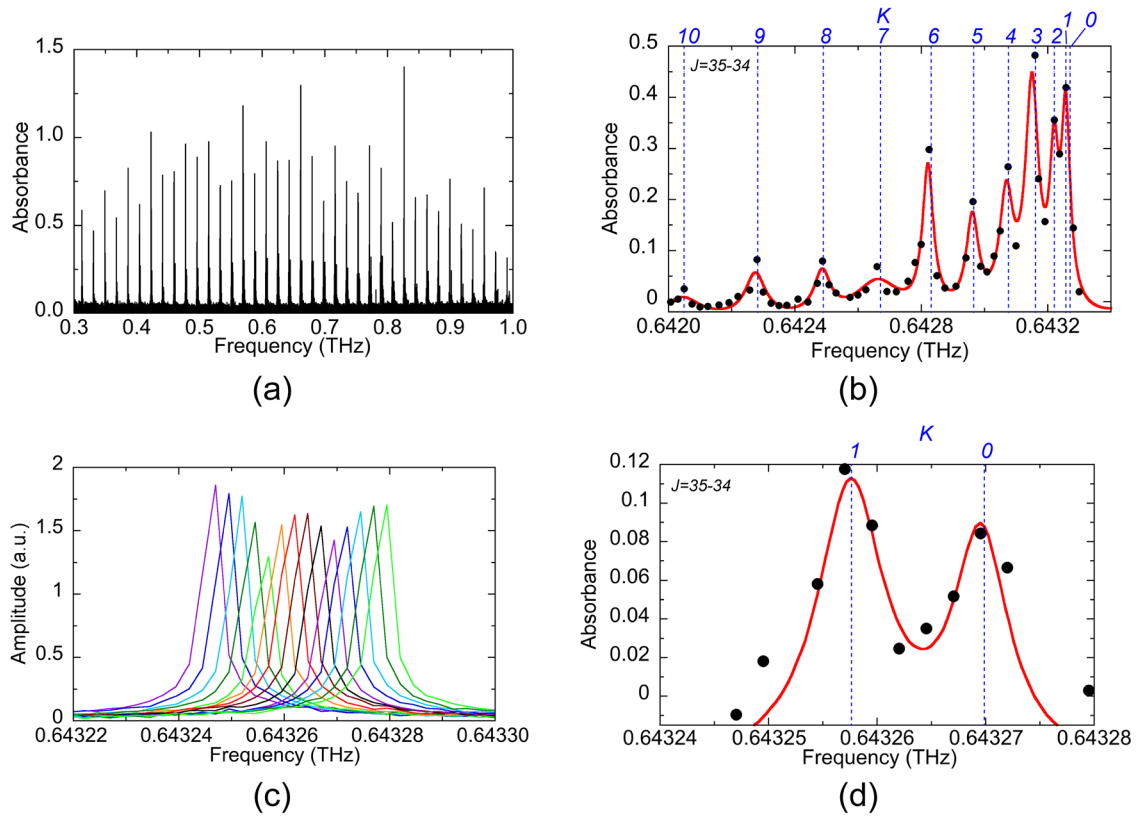 1.5
1.0
0.5
0.0
Absorbance
0.3 0.4 0.5 0.6 0.7 0.8 0.9 1.0
Frequency (THz)
(a)
K
10 9 8 7 6 5 4 3 2 1 0
J=35-34
0.5
0.4
0.3
0.2
0.1
0
Absorbance
0.6420 0.6424 0.6428 0.6432
Frequency (THz)
(b)
2
1.5
1
0.5
0
Amplitude (a.u.)
0.64322 0.64324 0.64326 0.64328 0.64330
Frequency (THz)
(c)
1 K 0
J=35-34
0.12
0.10
0.08
0.06
0.04
0.02
0
Absorbance
0.64324 0.64325 0.64326 0.64327 0.64328
Frequency (THz)
(d)